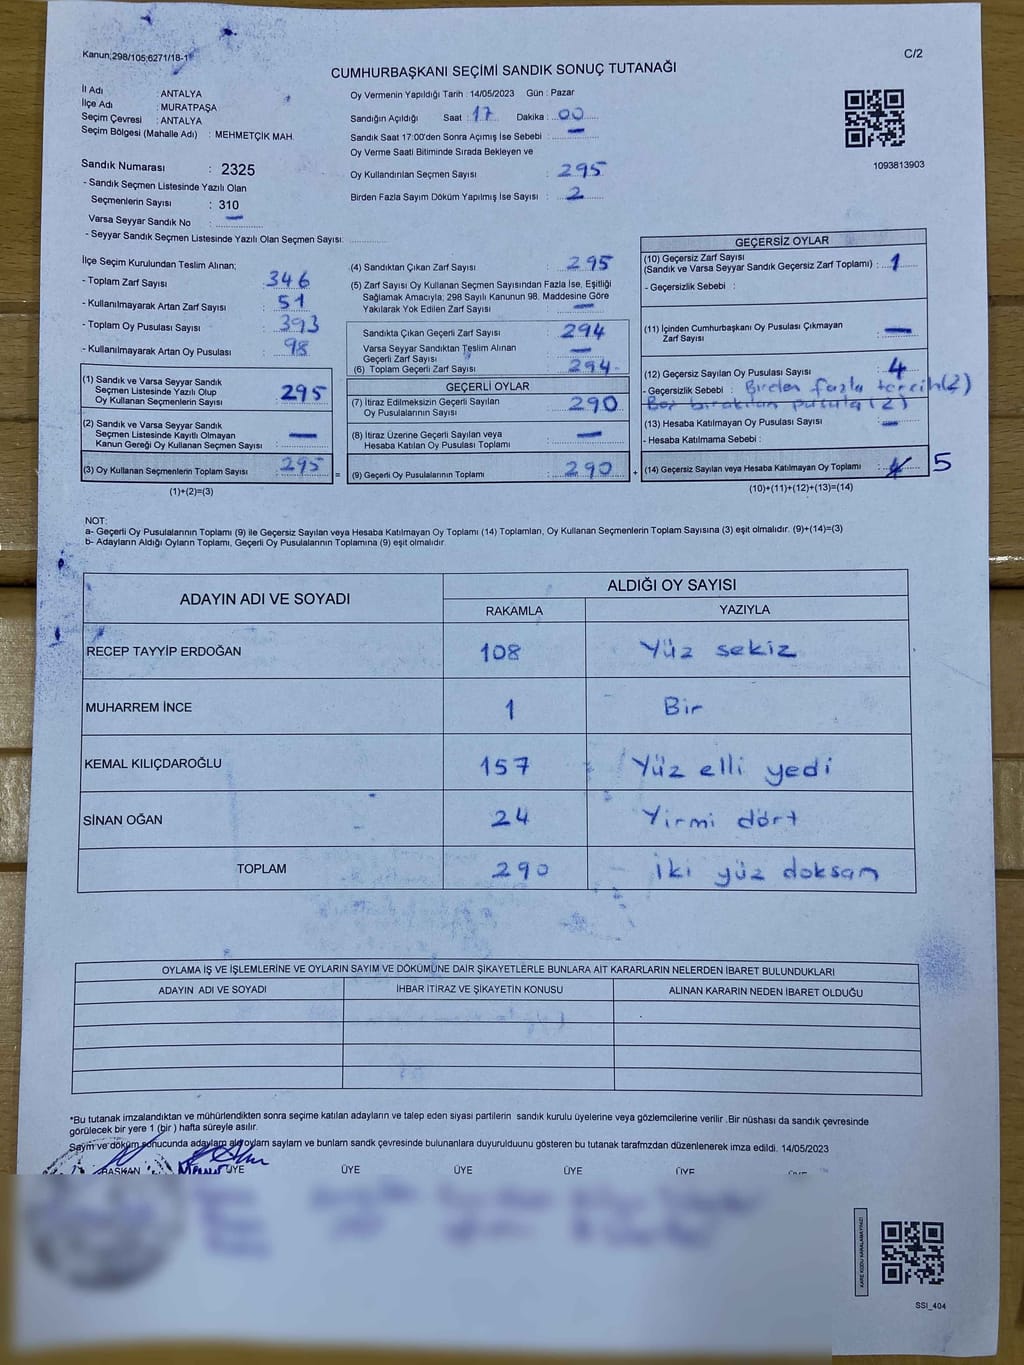 Kanun;298/105;6271/18-1
C/2
CUMHURBAŞKANI SEÇİMİ SANDIK SONUÇ TUTANAĞI
İl Adı : ANTALYA
İlçe Adı : MURATPAŞA
Seçim Çevresi : ANTALYA
Seçim Bölgesi (Mahalle Adı) : MEHMETÇİK MAH.
Sandık Numarası : 2325
- Sandık Seçmen Listesinde Yazılı Olan
Seçmenlerin Sayısı : 310
Varsa Seyyar Sandık No : —
- Seyyar Sandık Seçmen Listesinde Yazılı Olan Seçmen Sayısı:
Oy Vermenin Yapıldığı Tarih : 14/05/2023 Gün : Pazar
Sandığın Açıldığı Saat : 17 Dakika : 00
Sandık Saat 17:00'den Sonra Açımış İse Sebebi : —
Oy Verme Saati Bitiminde Sırada Bekleyen ve
Oy Kullandırılan Seçmen Sayısı : 295
Birden Fazla Sayım Döküm Yapılmış İse Sayısı : 2
1093813903
İlçe Seçim Kurulundan Teslim Alınan;
- Toplam Zarf Sayısı : 346
- Kullanılmayarak Artan Zarf Sayısı : 51
- Toplam Oy Pusulası Sayısı : 393
- Kullanılmayarak Artan Oy Pusulası : 98
(1) Sandık ve Varsa Seyyar Sandık
Seçmen Listesinde Yazılı Olup
Oy Kullanan Seçmenlerin Sayısı : 295
(2) Sandık ve Varsa Seyyar Sandık
Seçmen Listesinde Kayıtlı Olmayan
Kanun Gereği Oy Kullanan Seçmen Sayısı : —
(3) Oy Kullanan Seçmenlerin Toplam Sayısı : 295 =
(1)+(2)=(3)
(4) Sandıktan Çıkan Zarf Sayısı : 295
(5) Zarf Sayısı Oy Kullanan Seçmen Sayısından Fazla İse, Eşitliği
Sağlamak Amacıyla; 298 Sayılı Kanunun 98. Maddesine Göre
Yakılarak Yok Edilen Zarf Sayısı : —
Sandıkta Çıkan Geçerli Zarf Sayısı : 294
Varsa Seyyar Sandıktan Teslim Alınan
Geçerli Zarf Sayısı : —
(6) Toplam Geçerli Zarf Sayısı : 294
GEÇERLİ OYLAR
(7) İtiraz Edilmeksizin Geçerli Sayılan
Oy Pusulalarının Sayısı : 290
(8) İtiraz Üzerine Geçerli Sayılan veya
Hesaba Katılan Oy Pusulası Toplamı : —
(9) Geçerli Oy Pusulalarının Toplamı : 290 +
GEÇERSİZ OYLAR
(10) Geçersiz Zarf Sayısı
(Sandık ve Varsa Seyyar Sandık Geçersiz Zarf Toplamı) : 1
- Geçersizlik Sebebi :
(11) İçinden Cumhurbaşkanı Oy Pusulası Çıkmayan
Zarf Sayısı : —
(12) Geçersiz Sayılan Oy Pusulası Sayısı : 4
- Geçersizlik Sebebi : Birden fazla tercih(2)
Boş bırakılan pusula (2)
(13) Hesaba Katılmayan Oy Pusulası Sayısı : —
- Hesaba Katılmama Sebebi :
(14) Geçersiz Sayılan veya Hesaba Katılmayan Oy Toplamı : 4 5
(10)+(11)+(12)+(13)=(14)
NOT:
a- Geçerli Oy Pusulalarının Toplamı (9) ile Geçersiz Sayılan veya Hesaba Katılmayan Oy Toplamı (14) Toplamları, Oy Kullanan Seçmenlerin Toplam Sayısına (3) eşit olmalıdır. (9)+(14)=(3)
b- Adayların Aldığı Oyların Toplamı, Geçerli Oy Pusulalarının Toplamına (9) eşit olmalıdır.
ADAYIN ADI VE SOYADI
ALDIĞI OY SAYISI
RAKAMLA YAZIYLA
RECEP TAYYİP ERDOĞAN 108 Yüz sekiz
MUHARREM İNCE 1 Bir
KEMAL KILIÇDAROĞLU 157 Yüz elli yedi
SİNAN OĞAN 24 Yirmi dört
TOPLAM 290 İki yüz doksan
OYLAMA İŞ VE İŞLEMLERİNE VE OYLARIN SAYIM VE DÖKÜMÜNE DAİR ŞİKAYETLERLE BUNLARA AİT KARARLARIN NELERDEN İBARET BULUNDUKLARI
ADAYIN ADI VE SOYADI İHBAR İTİRAZ VE ŞİKAYETİN KONUSU ALINAN KARARIN NEDEN İBARET OLDUĞU
*Bu tutanak imzalandıktan ve mühürlendikten sonra seçime katılan adayların ve talep eden siyasi partilerin sandık kurulu üyelerine veya gözlemcilerine verilir .Bir nüshası da sandık çevresinde
görülecek bir yere 1 (bir ) hafta süreyle asılır.
Sayım ve döküm sonucunda adayların aldığı oyların sandık çevresinde bulunanlara gösteren bu tutanak düzenlenerek imza edildi. 14/05/2023
BAŞKAN ÜYE ÜYE ÜYE ÜYE ÜYE ÜYE
KARE KODU KARALAMAYINIZ!
SSI_404